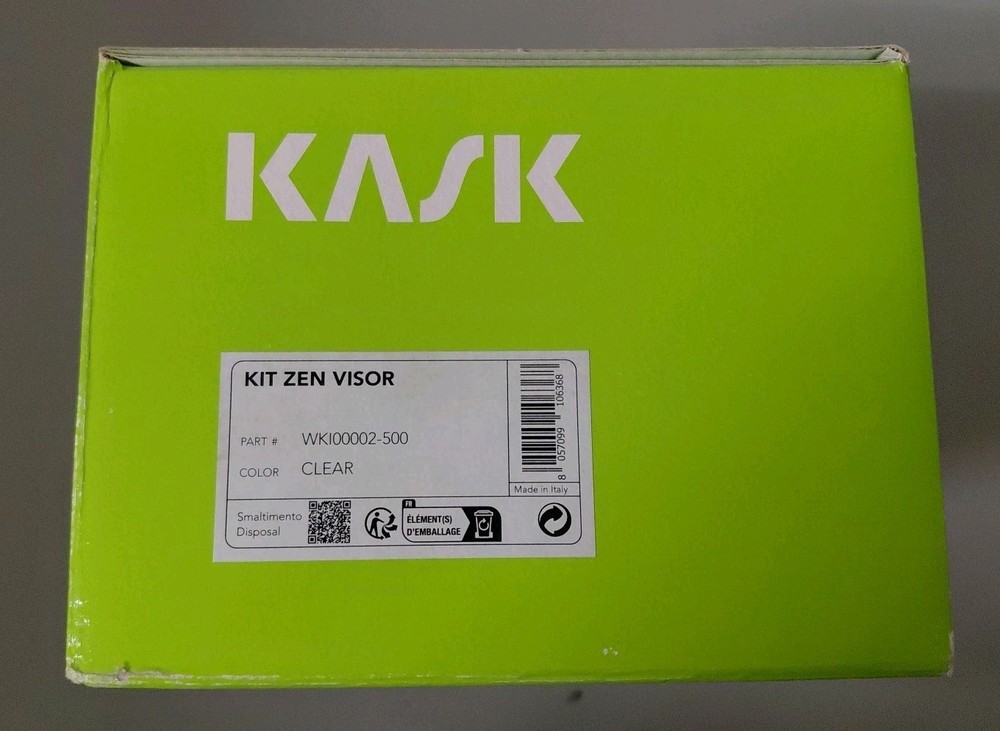 KASK
KIT ZEN VISOR
PART # WKI00002-500
COLOR CLEAR
8 057099 106368
Made in Italy
Smaltimento
Disposal
FR
ÉLÉMENT(S)
D'EMBALLAGE